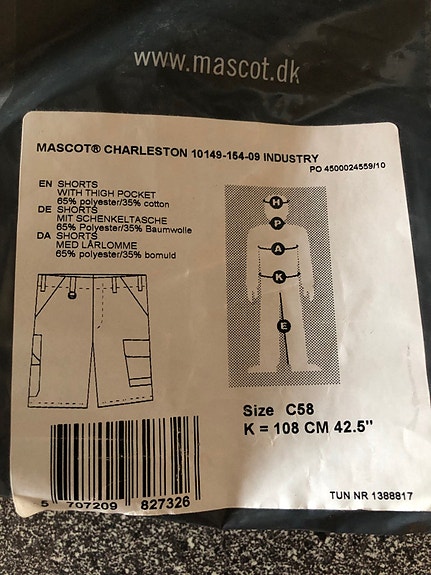 www.mascot.dk
MASCOT® CHARLESTON 10149-154-09 INDUSTRY
PO 4500024559/10
EN SHORTS
WITH THIGH POCKET
65% polyester/35% cotton
DE SHORTS
MIT SCHENKELTASCHE
65% Polyester/35% Baumwolle
DA SHORTS
MED LÅRLOMME
65% polyester/35% bomuld
H
P
A
K
E
Size C58
K = 108 CM 42.5"
5 707209 827326
TUN NR 1388817